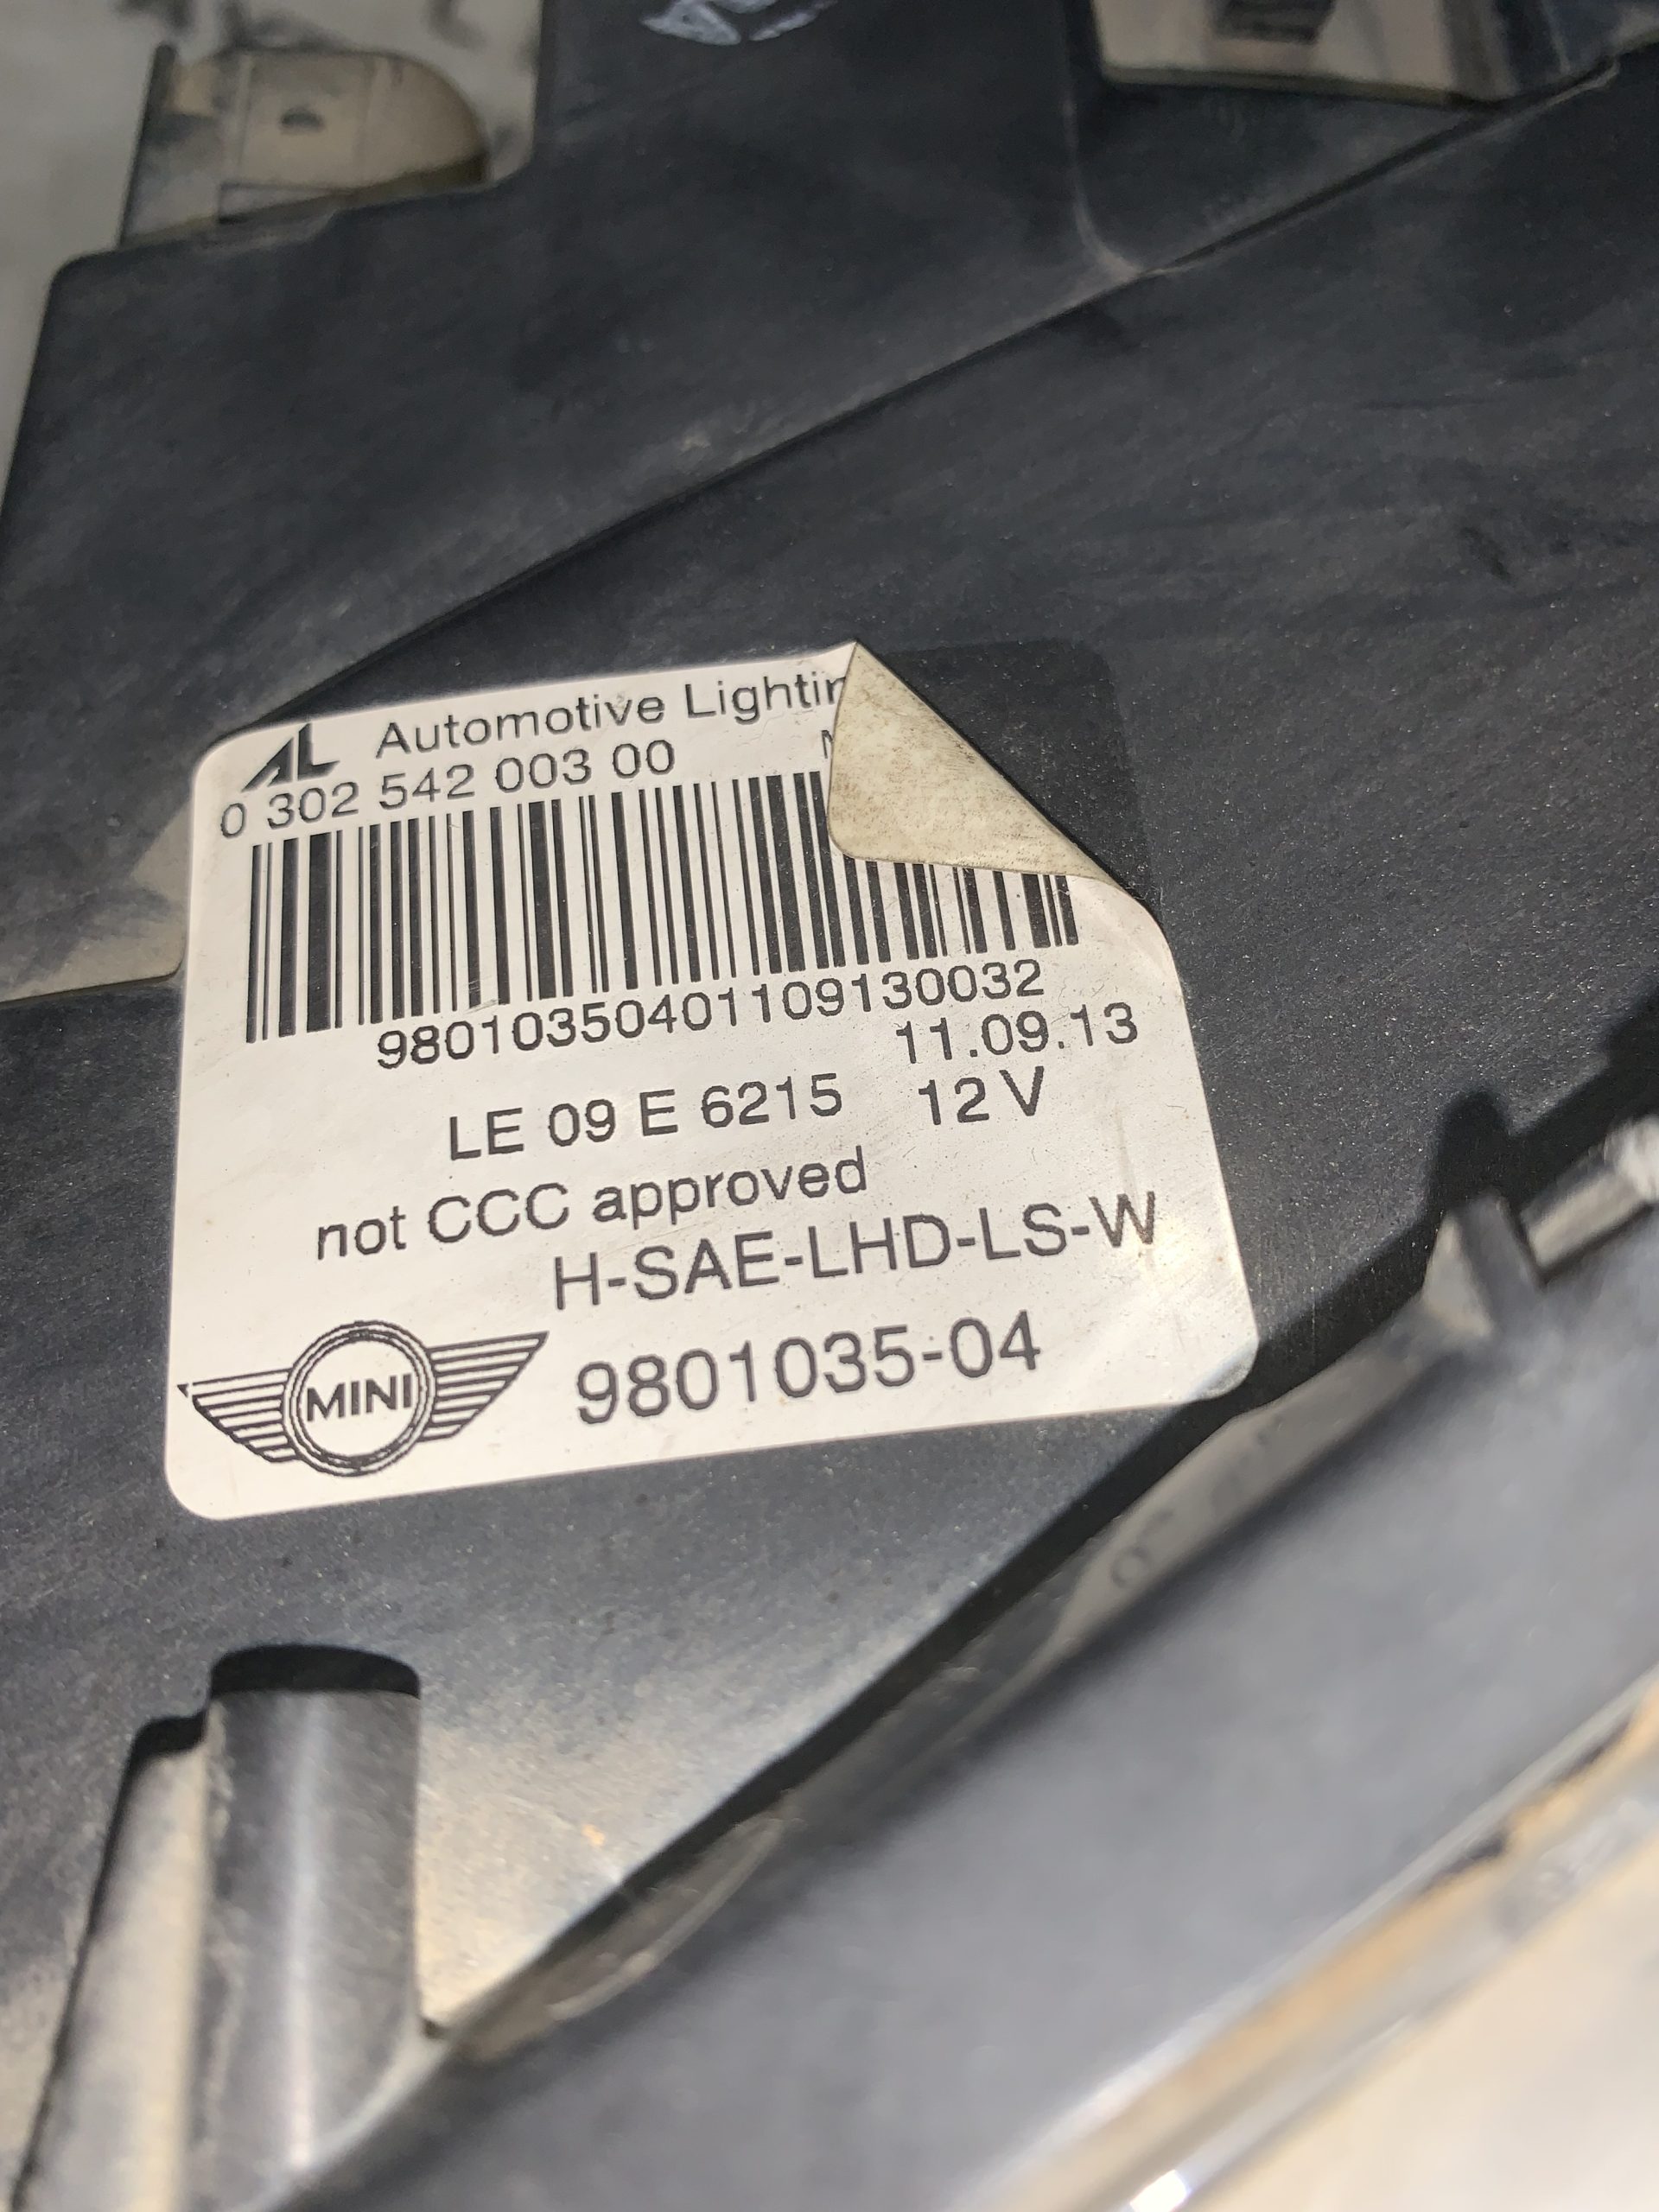 AL Automotive
0 302 542 003 00
98010350401109130032
11.09.13
LE 09 E 6215 12 V
not CCC approved
H-SAE-LHD-LS-W
MINI 9801035-04